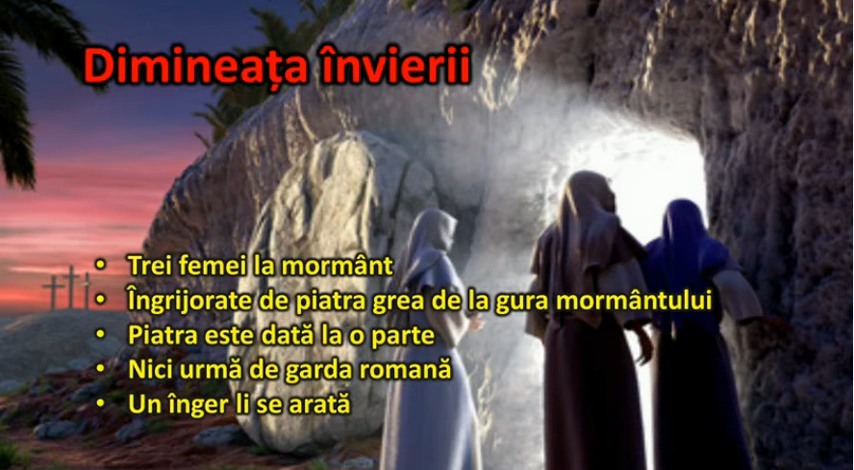 Dimineața învierii
• Trei femei la mormânt
• Îngrijorate de piatra grea de la gura mormântului
• Piatra este dată la o parte
• Nici urmă de garda romană
• Un înger li se arată